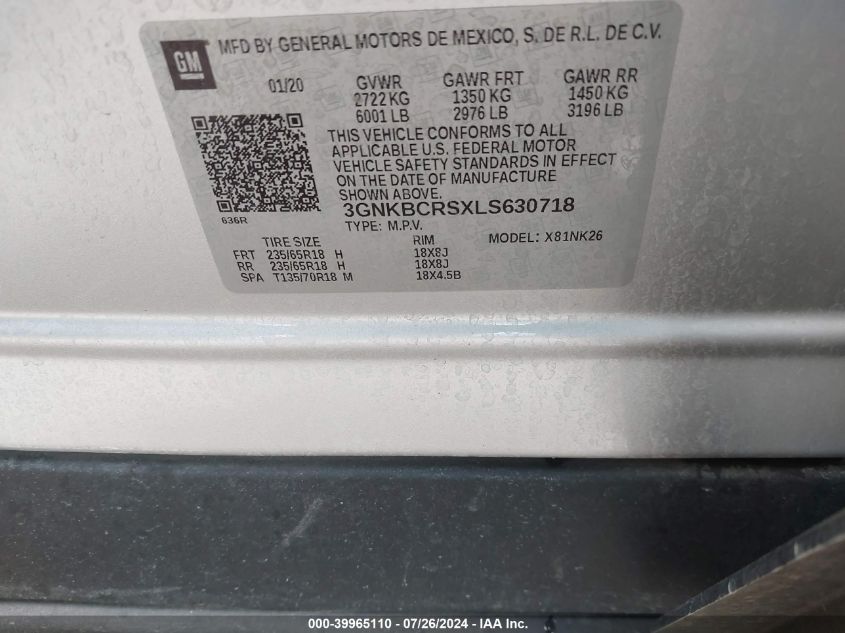 GM
MFD BY GENERAL MOTORS DE MEXICO, S. DE R.L. DE C.V.
01/20 GVWR GAWR FRT GAWR RR
2722 KG 1350 KG 1450 KG
6001 LB 2976 LB 3196 LB
THIS VEHICLE CONFORMS TO ALL
APPLICABLE U.S. FEDERAL MOTOR
VEHICLE SAFETY STANDARDS IN EFFECT
ON THE DATE OF MANUFACTURE
SHOWN ABOVE.
3GNKBCRSXLS630718
636R
TYPE: M.P.V. MODEL: X81NK26
TIRE SIZE RIM
FRT 235/65R18 H 18X8J
RR 235/65R18 H 18X8J
SPA T135/70R18 M 18X4.5B
000-39965110 - 07/26/2024 - IAA Inc.